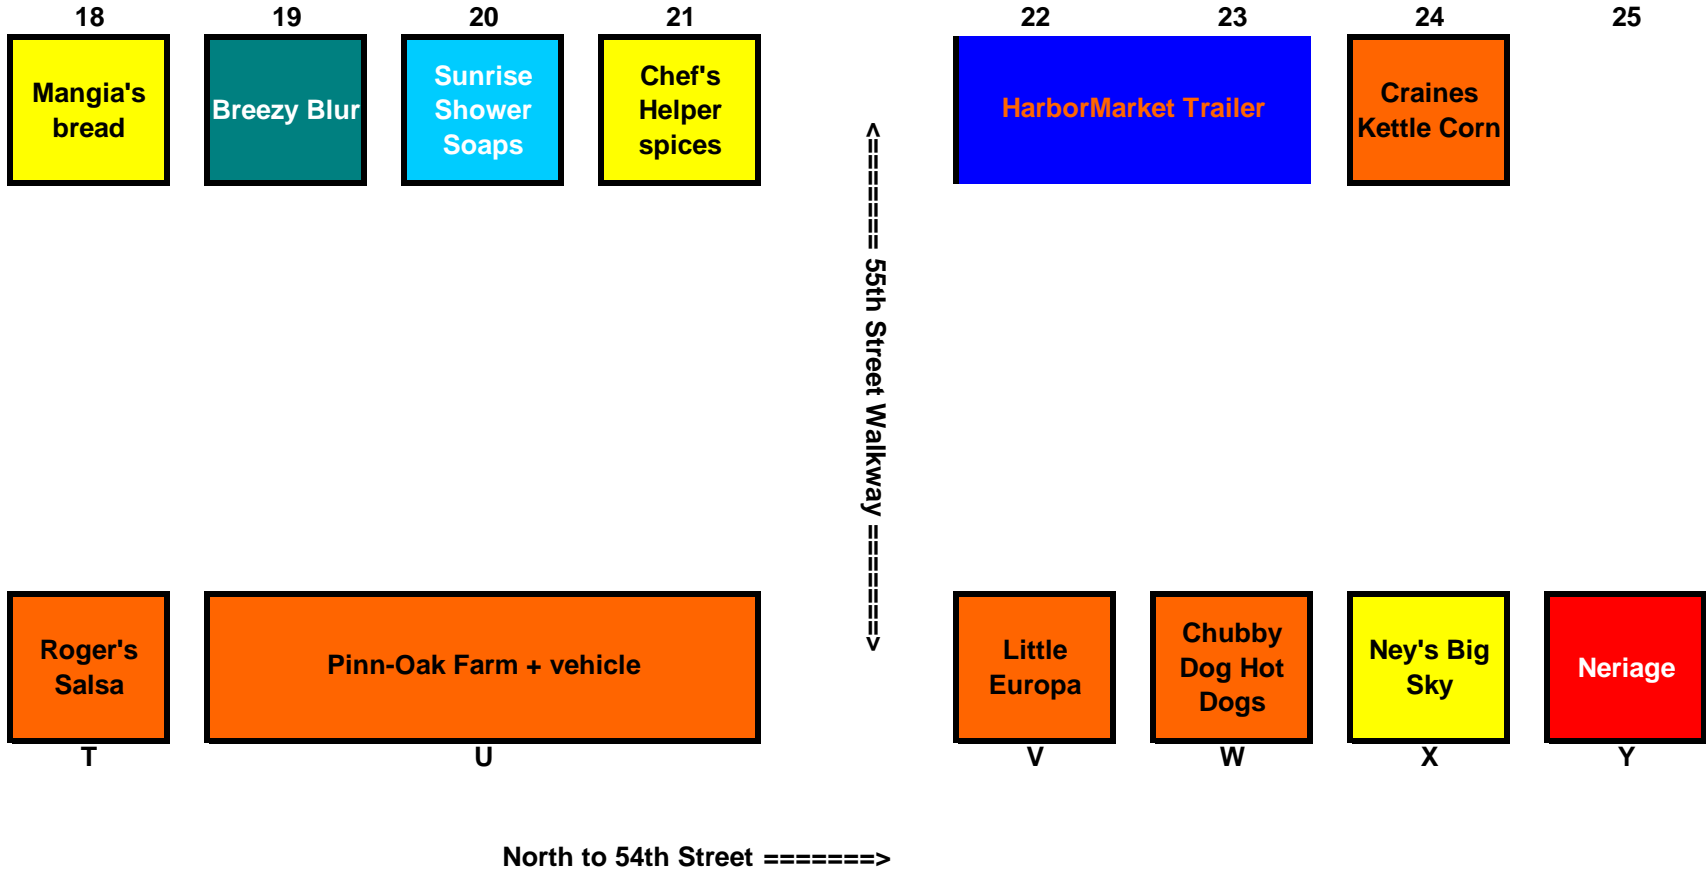 18 19 20 21 22 23 24 25
Mangia's
bread
Breezy Blur
Sunrise
Shower
Soaps
Chef's
Helper
spices
HarborMarket Trailer
Craines
Kettle Corn
<======== 55th Street Walkway ========>
Roger's
Salsa
Pinn-Oak Farm + vehicle
Little
Europa
Chubby
Dog Hot
Dogs
Ney's Big
Sky
Neriage
T U V W X Y
North to 54th Street =======>